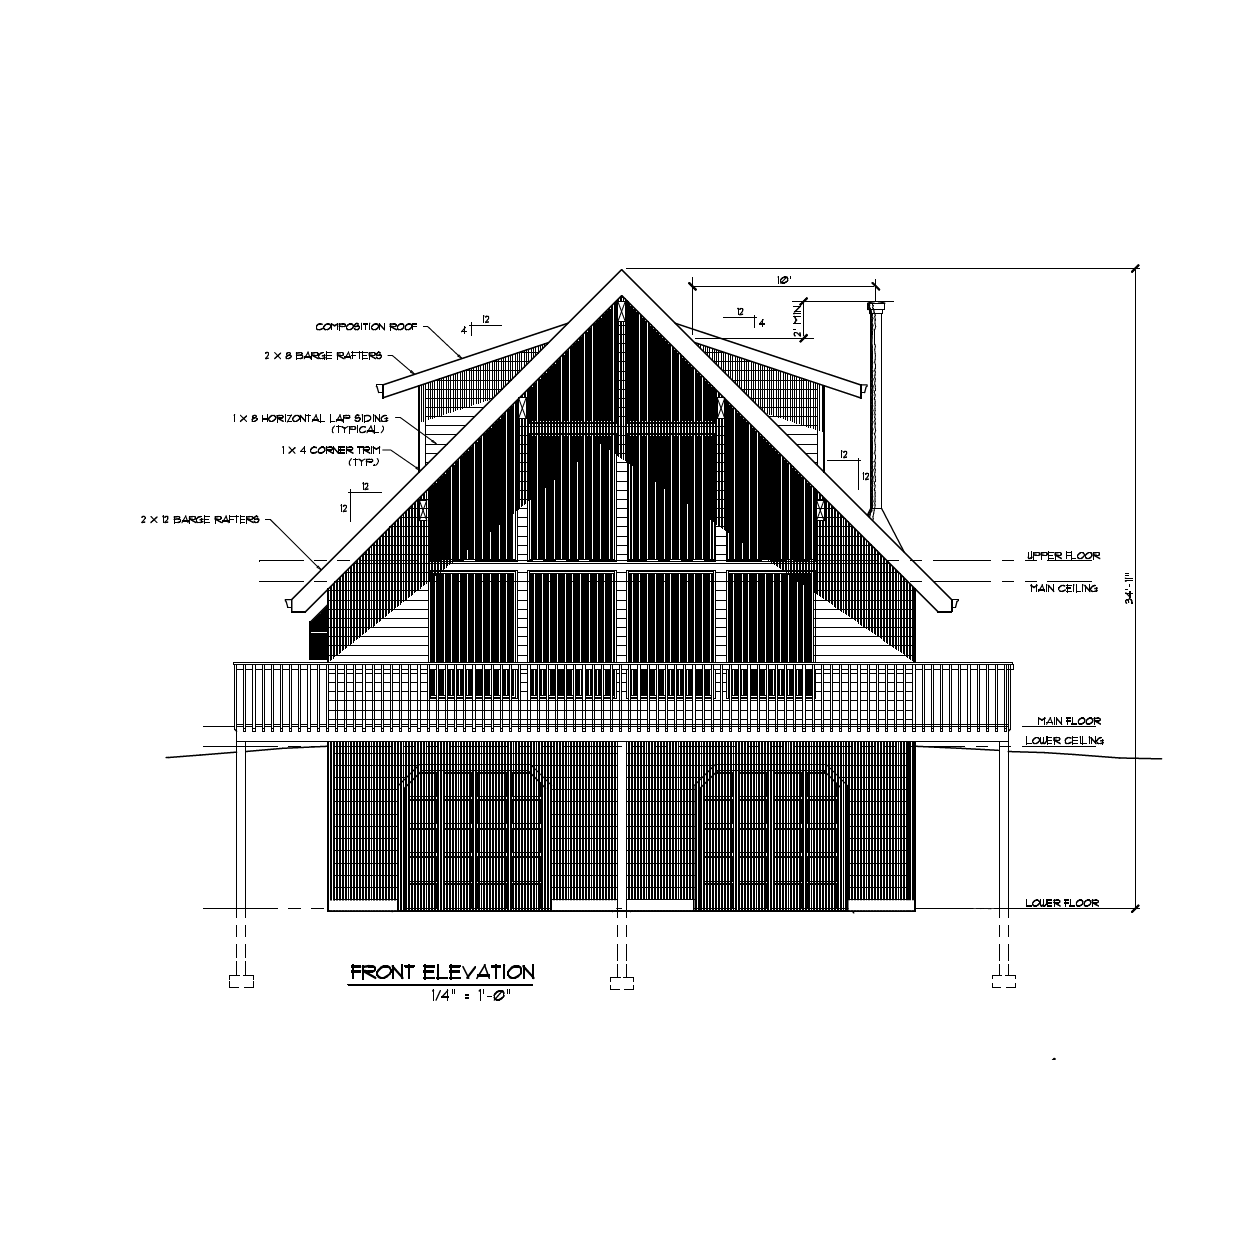 10'
12
4
12
4
2' MIN.
COMPOSITION ROOF
2 X 8 BARGE RAFTERS
1 X 8 HORIZONTAL LAP SIDING
(TYPICAL)
1 X 4 CORNER TRIM
(TYP.)
12
12
12
12
2 X 12 BARGE RAFTERS
UPPER FLOOR
MAIN CEILING
34'-11"
MAIN FLOOR
LOWER CEILING
LOWER FLOOR
FRONT ELEVATION
1/4" = 1'-0"